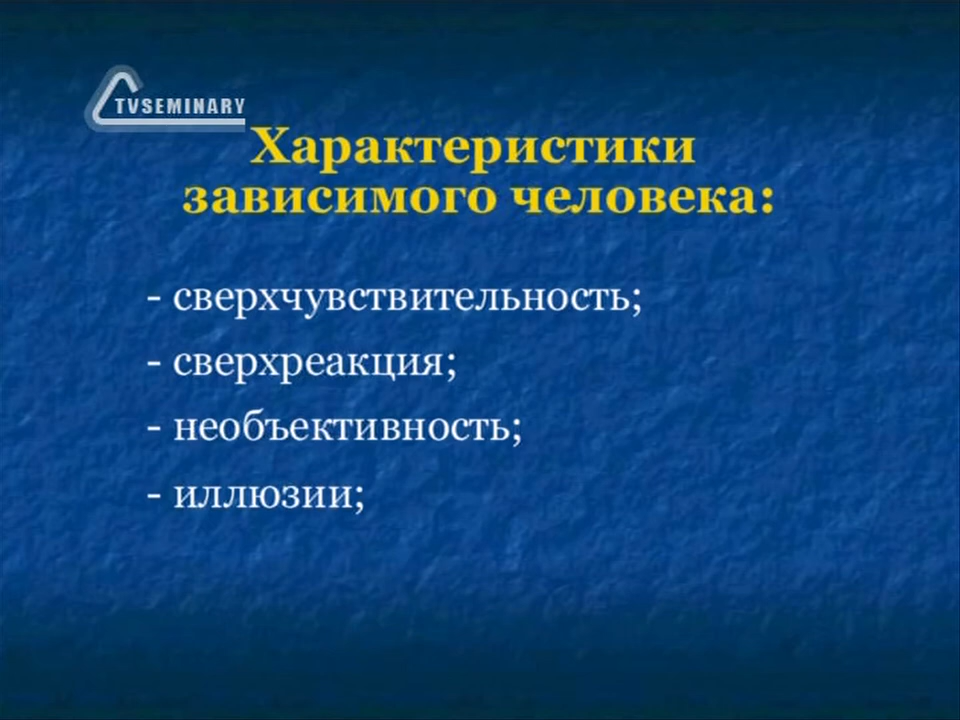 TVSEMINARY
Характеристики
зависимого человека:
- сверхчувствительность;
- сверхреакция;
- необъективность;
- иллюзии;